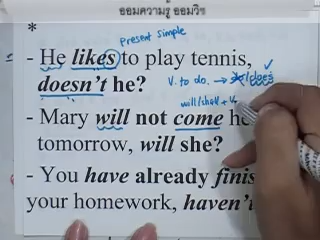 ออมความรู้ ออมวิชา
*
present simple
- He likes to play tennis,
doesn't he?
V. to do. → do/does ✓
will/shall + V
- Mary will not come he
tomorrow, will she?
- You have already finis
your homework, haven't